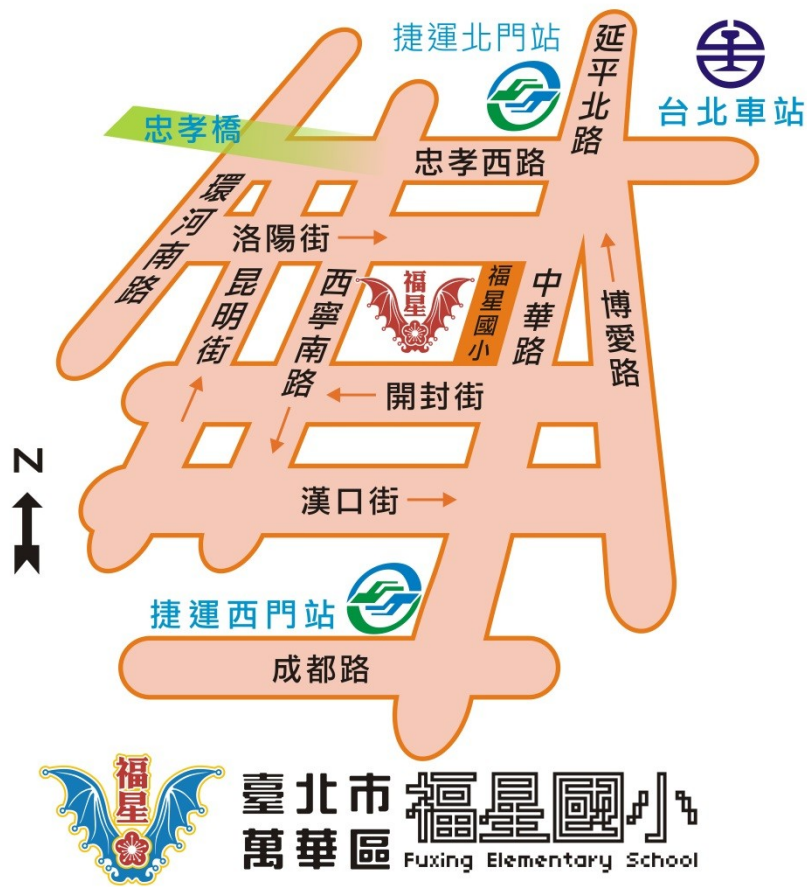 捷運北門站
延平北路
台北車站
忠孝橋
忠孝西路
環河南路
洛陽街
昆明街
西寧南路
福星
福星國小
中華路
博愛路
開封街
N
漢口街
捷運西門站
成都路
福星
臺北市
萬華區
福星國小
Fuxing Elementary School